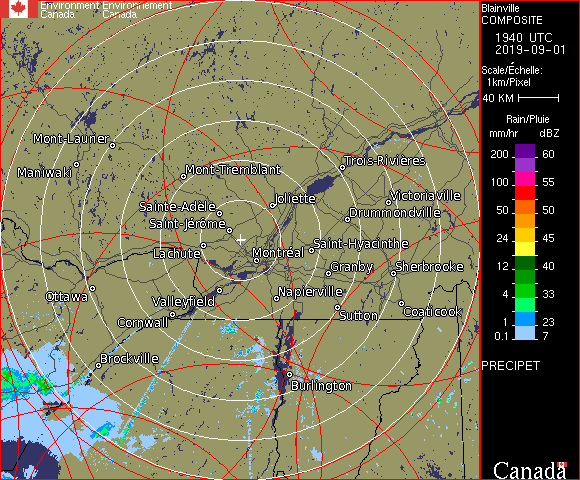 Environment Environnement
Canada Canada
Blainville
COMPOSITE
1940 UTC
2019-09-01
Scale/Échelle:
1km/Pixel
40 KM
Rain/Pluie
mm/hr dBZ
200 60
100 55
50 50
24 45
12 40
4 33
1 23
0.1 7
PRECIPET
Canada
Mont-Laurier
Maniwaki
Mont-Tremblant
Trois-Rivières
Sainte-Adèle
Joliette
Victoriaville
Saint-Jérôme
Drummondville
Lachute
Montréal
Saint-Hyacinthe
Granby
Sherbrooke
Ottawa
Valleyfield
Napierville
Cornwall
Sutton
Coaticook
Brockville
Burlington